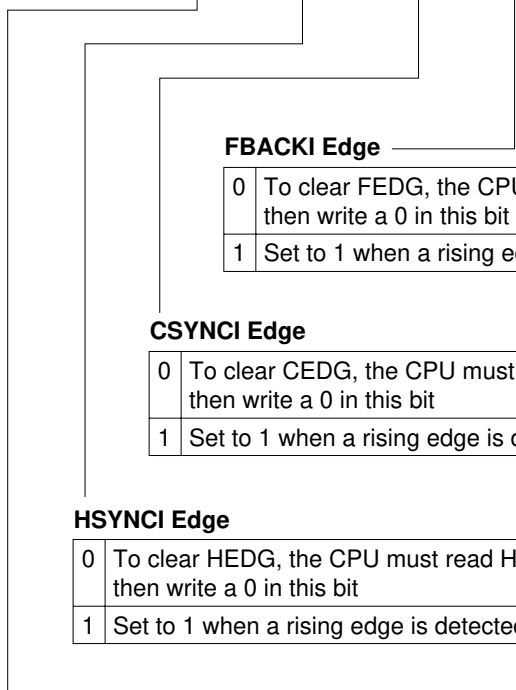 FBACKI Edge
0 To clear FEDG, the CPU
then write a 0 in this bit
1 Set to 1 when a rising
CSYNCI Edge
0 To clear CEDG, the CPU must
then write a 0 in this bit
1 Set to 1 when a rising edge is
HSYNCI Edge
0 To clear HEDG, the CPU must read H
then write a 0 in this bit
1 Set to 1 when a rising edge is detected